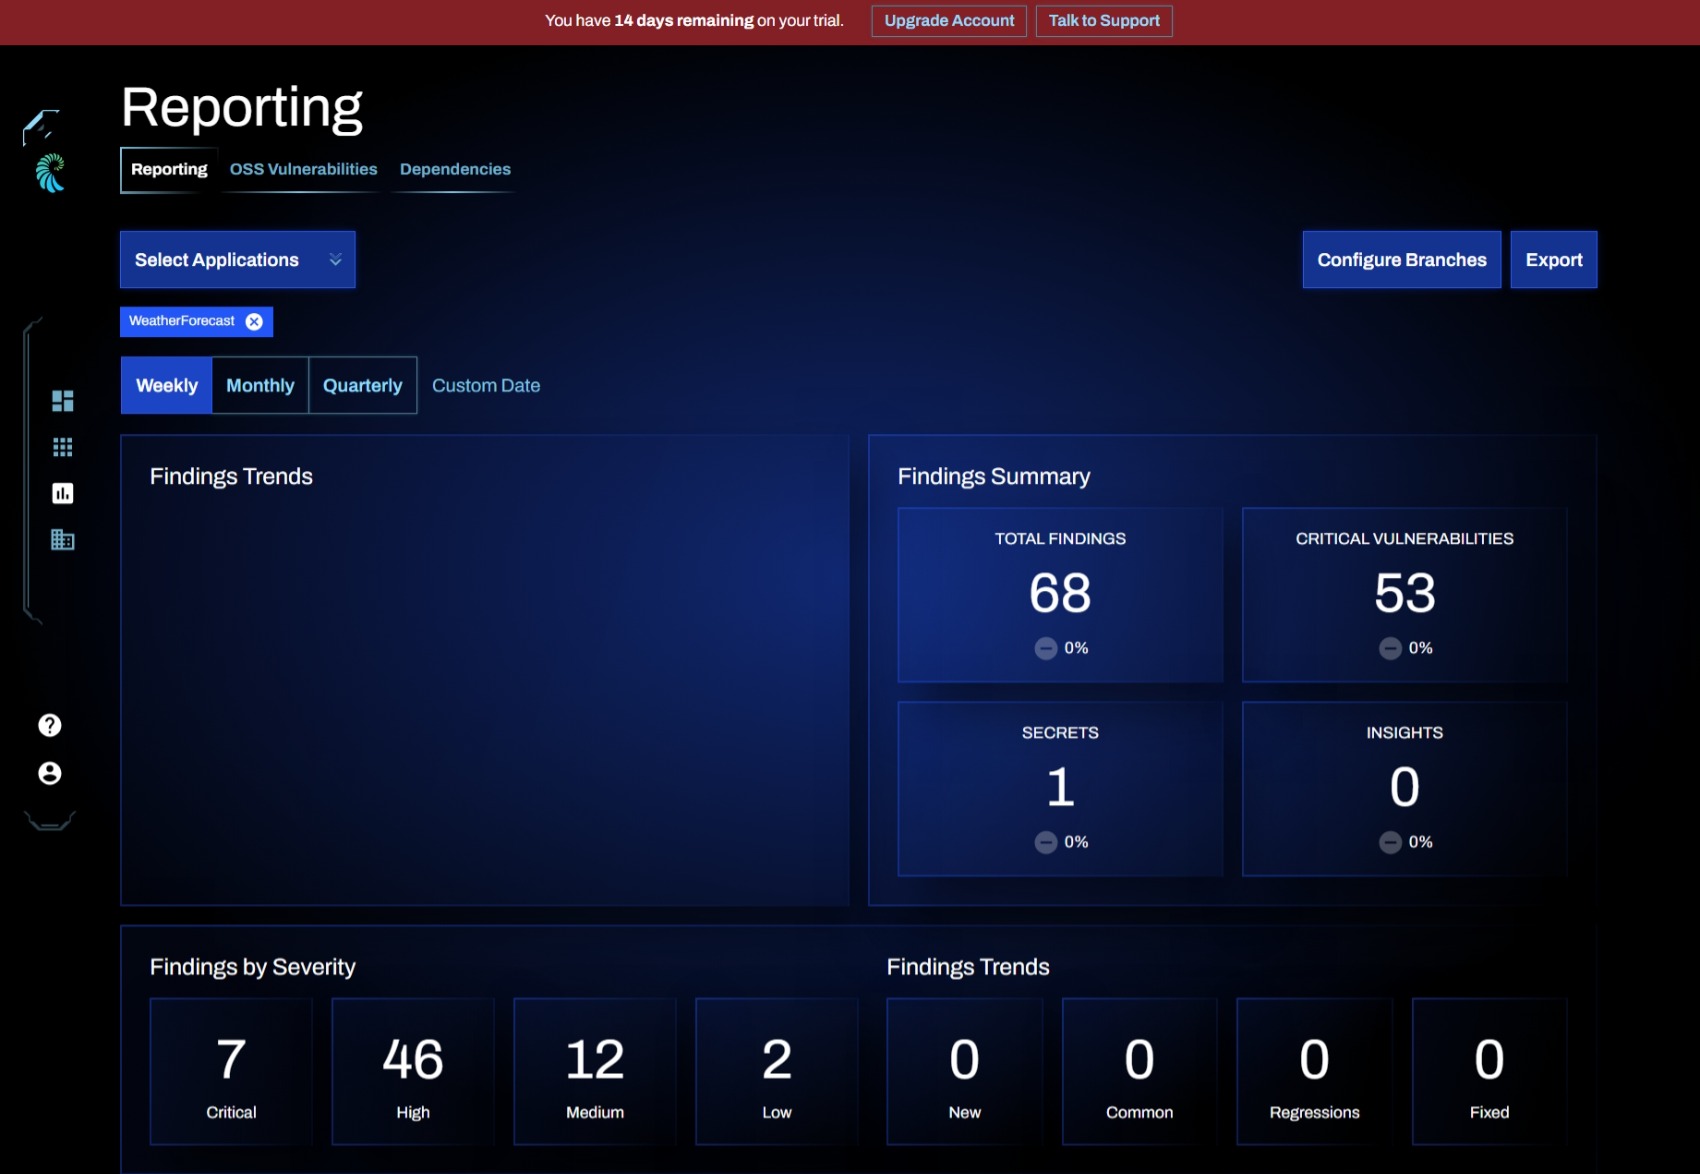 You have 14 days remaining on your trial.
Upgrade Account
Talk to Support
Reporting
Reporting
OSS Vulnerabilities
Dependencies
Select Applications
Configure Branches
Export
WeatherForecast
Weekly
Monthly
Quarterly
Custom Date
Findings Trends
Findings Summary
TOTAL FINDINGS
68
0%
CRITICAL VULNERABILITIES
53
0%
SECRETS
1
0%
INSIGHTS
0
0%
Findings by Severity
7
Critical
46
High
12
Medium
2
Low
Findings Trends
0
New
0
Common
0
Regressions
0
Fixed